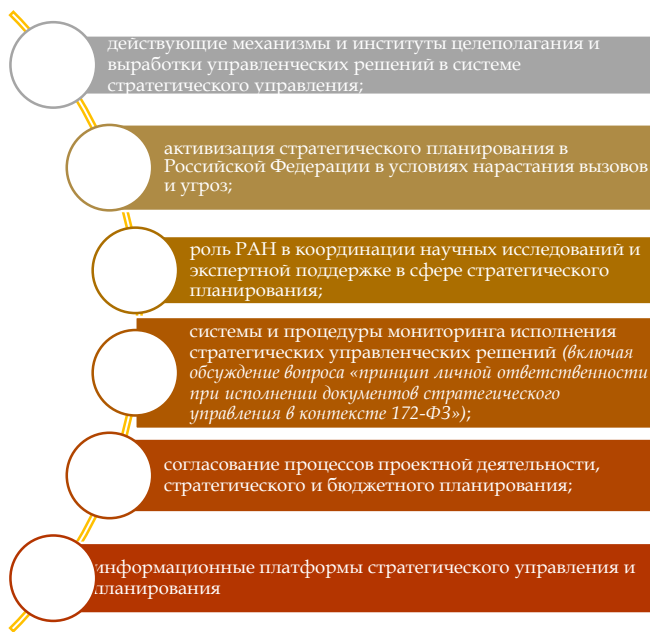 действующие механизмы и институты целеполагания и
выработки управленческих решений в системе
стратегического управления;
активизация стратегического планирования в
Российской Федерации в условиях нарастания вызовов
и угроз;
роль РАН в координации научных исследований и
экспертной поддержке в сфере стратегического
планирования;
системы и процедуры мониторинга исполнения
стратегических управленческих решений (включая
обсуждение вопроса «принцип личной ответственности
при исполнении документов стратегического
управления в контексте 172-ФЗ»);
согласование процессов проектной деятельности,
стратегического и бюджетного планирования;
информационные платформы стратегического управления и
планирования